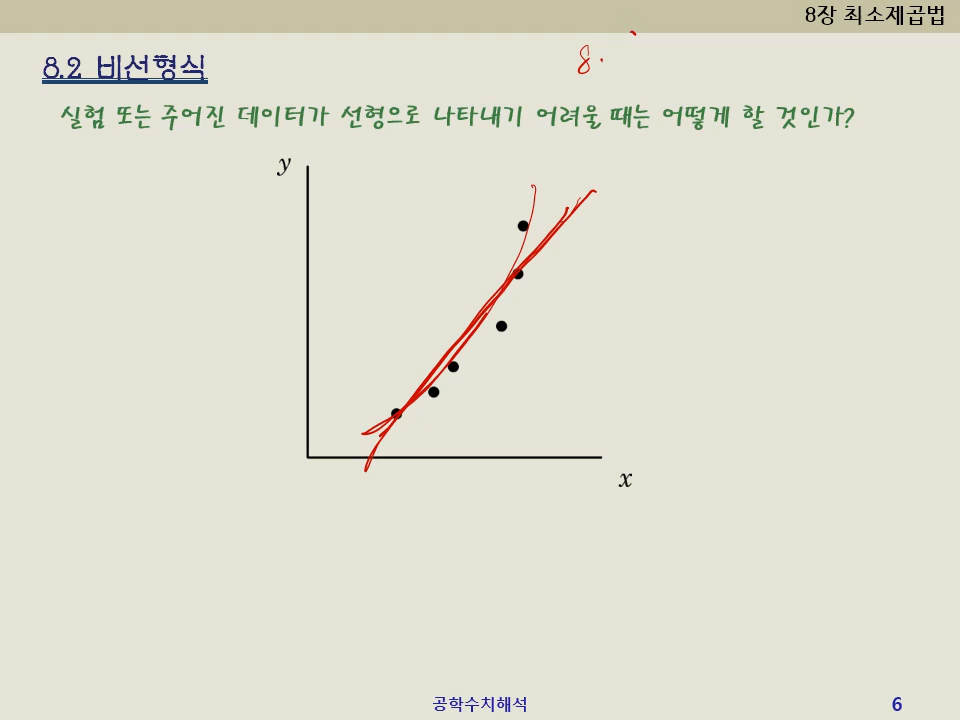 8장 최소제곱법
8.
8.2 비선형식
실험 또는 주어진 데이터가 선형으로 나타내기 어려울 때는 어떻게 할 것인가?
y
x
공학수치해석
6